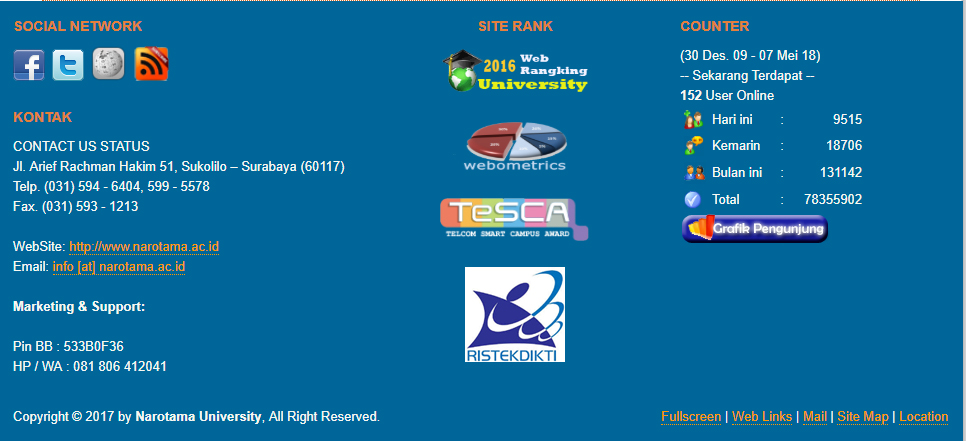 SOCIAL NETWORK
KONTAK
CONTACT US STATUS
Jl. Arief Rachman Hakim 51, Sukolilo – Surabaya (60117)
Telp. (031) 594 - 6404, 599 - 5578
Fax. (031) 593 - 1213
WebSite: http://www.narotama.ac.id
Email: info [at] narotama.ac.id
Marketing & Support:
Pin BB : 533B0F36
HP / WA : 081 806 412041
SITE RANK
2016 Web
Rangking
University
webometrics
TeSCA
TELCOM SMART CAMPUS AWARD
RISTEKDIKTI
COUNTER
(30 Des. 09 - 07 Mei 18)
-- Sekarang Terdapat --
152 User Online
Hari ini : 9515
Kemarin : 18706
Bulan ini : 131142
Total : 78355902
Grafik Pengunjung
Copyright © 2017 by Narotama University, All Right Reserved.
Fullscreen | Web Links | Mail | Site Map | Location